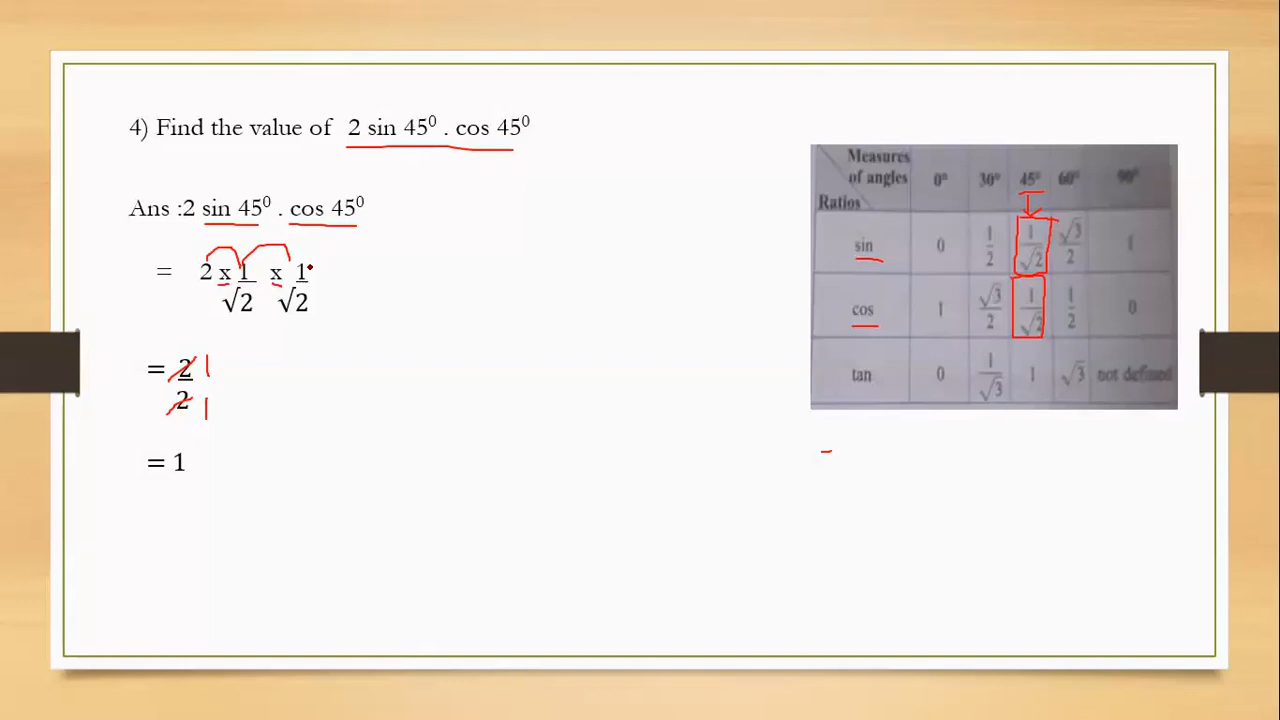 4) Find the value of 2 sin 45⁰ . cos 45⁰
Ans :2 sin 45⁰ . cos 45⁰
= 2 x 1 x 1
√2 √2
= 2 1
2 1
= 1
Measures
of angles 0° 30° 45° 60° 90°
Ratios
sin 0 1/2 1/√2 √3/2 1
cos 1 √3/2 1/√2 1/2 0
tan 0 1/√3 1 √3 not defined